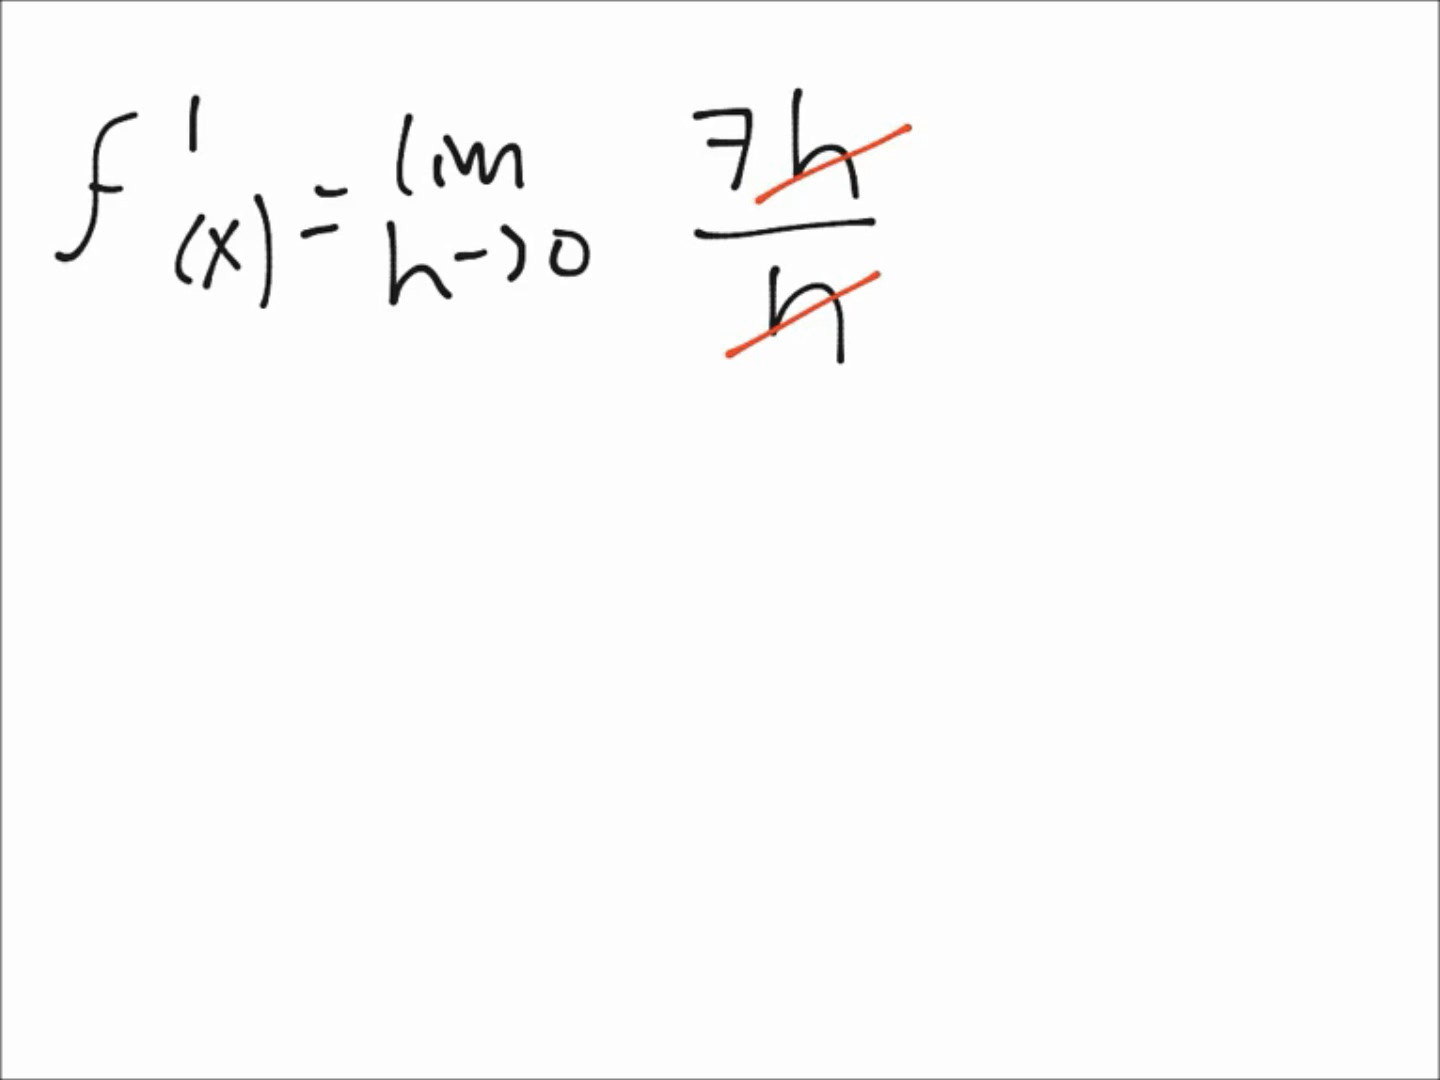 f'(x) = lim h->0 7h/h